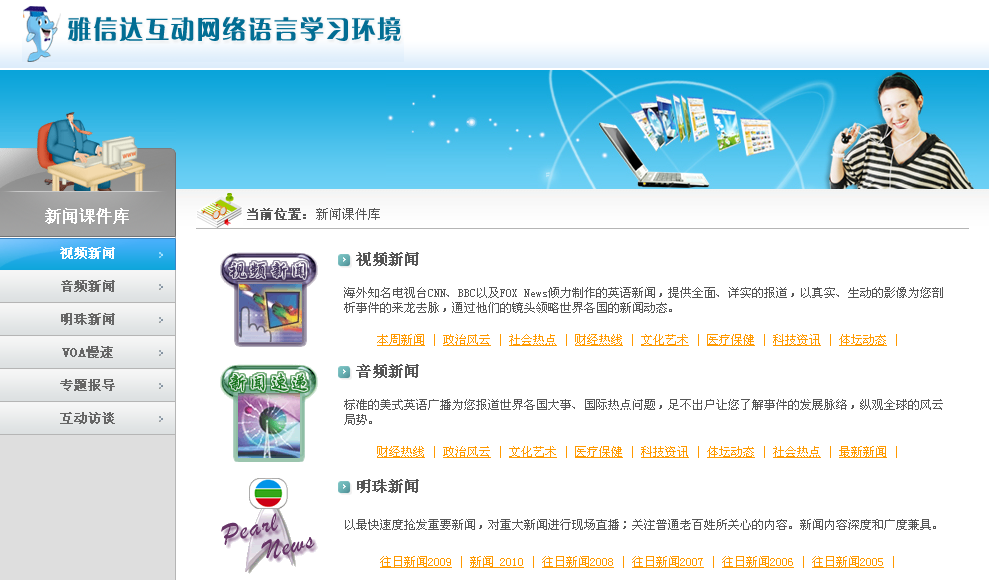 雅信达互动网络语言学习环境
www
新闻课件库
视频新闻
音频新闻
明珠新闻
VOA慢速
专题报导
互动访谈
当前位置：新闻课件库
视频新闻
视频新闻
海外知名电视台CNN、BBC以及FOX News倾力制作的英语新闻，提供全面、详实的报道，以真实、生动的影像为您剖
析事件的来龙去脉，通过他们的镜头领略世界各国的新闻动态。
本周新闻 | 政治风云 | 社会热点 | 财经热线 | 文化艺术 | 医疗保健 | 科技资讯 | 体坛动态 |
新闻速递
音频新闻
标准的美式英语广播为您报道世界各国大事、国际热点问题，足不出户让您了解事件的发展脉络，纵观全球的风云
局势。
财经热线 | 政治风云 | 文化艺术 | 医疗保健 | 科技资讯 | 体坛动态 | 社会热点 | 最新新闻 |
Pearl
News
明珠新闻
以最快速度抢发重要新闻，对重大新闻进行现场直播；关注普通老百姓所关心的内容。新闻内容深度和广度兼具。
往日新闻2009 | 新闻 2010 | 往日新闻2008 | 往日新闻2007 | 往日新闻2006 | 往日新闻2005 |